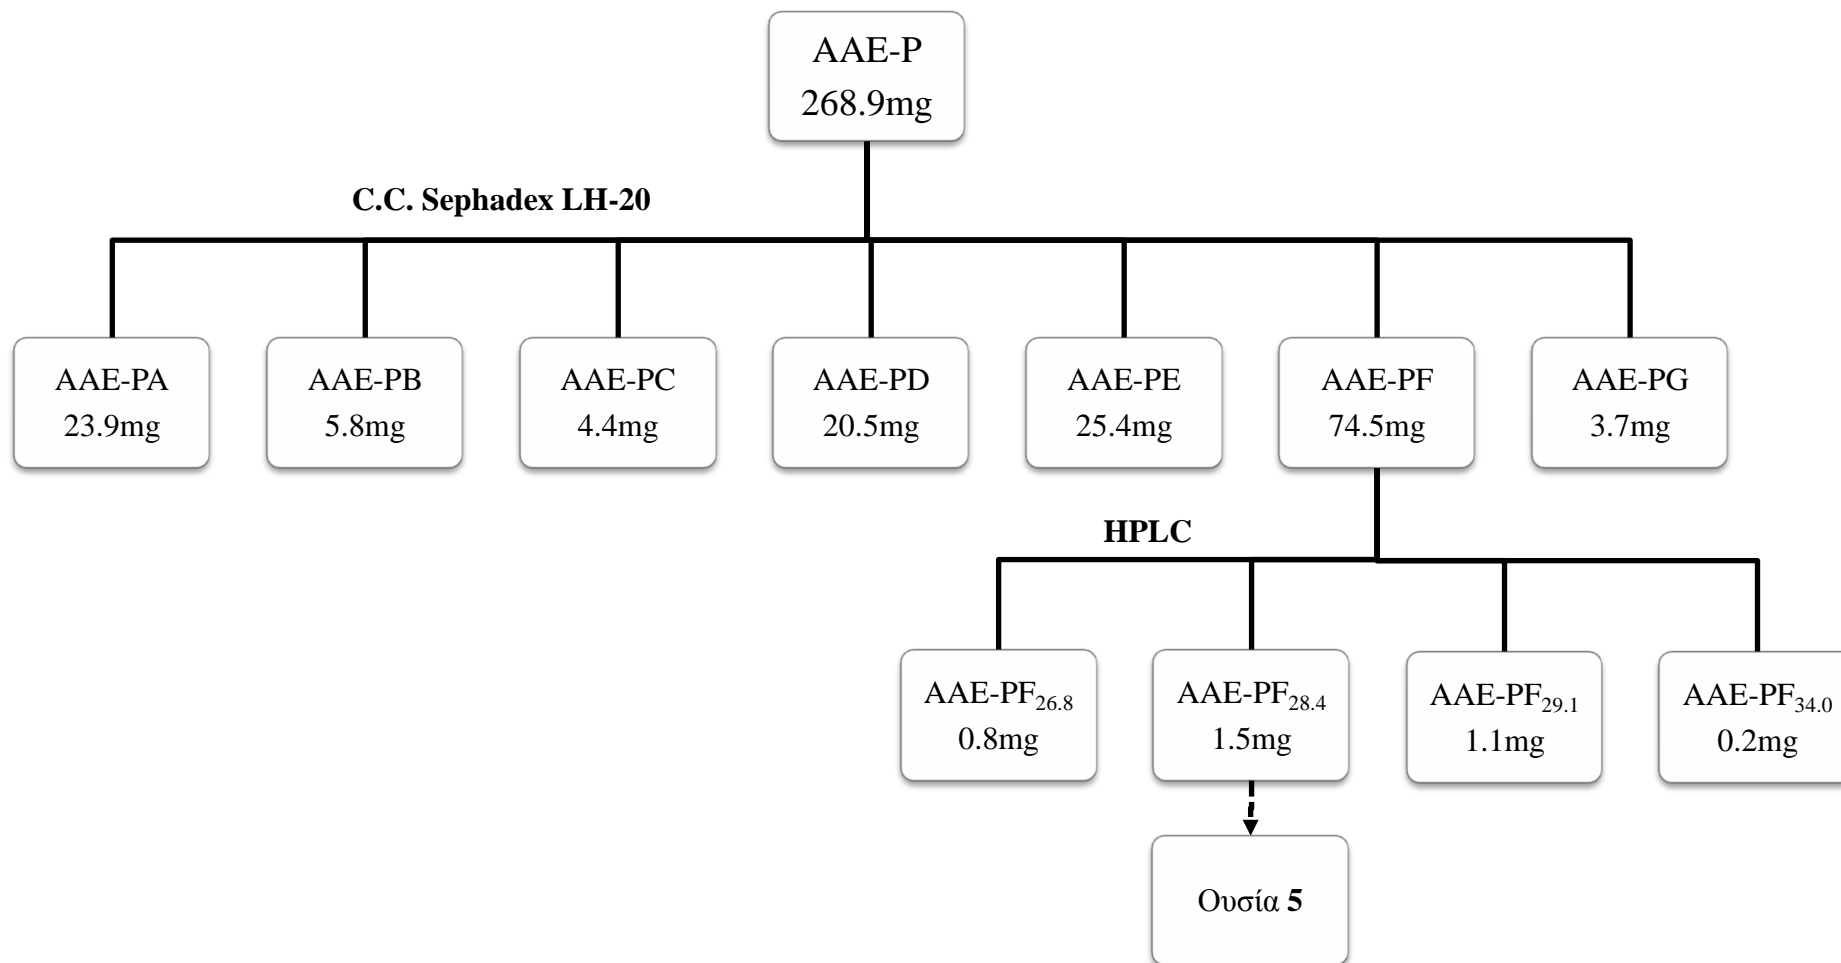 AAE-P
268.9mg
C.C. Sephadex LH-20
AAE-PA
23.9mg
AAE-PB
5.8mg
AAE-PC
4.4mg
AAE-PD
20.5mg
AAE-PE
25.4mg
AAE-PF
74.5mg
AAE-PG
3.7mg
HPLC
AAE-PF26.8
0.8mg
AAE-PF28.4
1.5mg
AAE-PF29.1
1.1mg
AAE-PF34.0
0.2mg
Ουσία 5